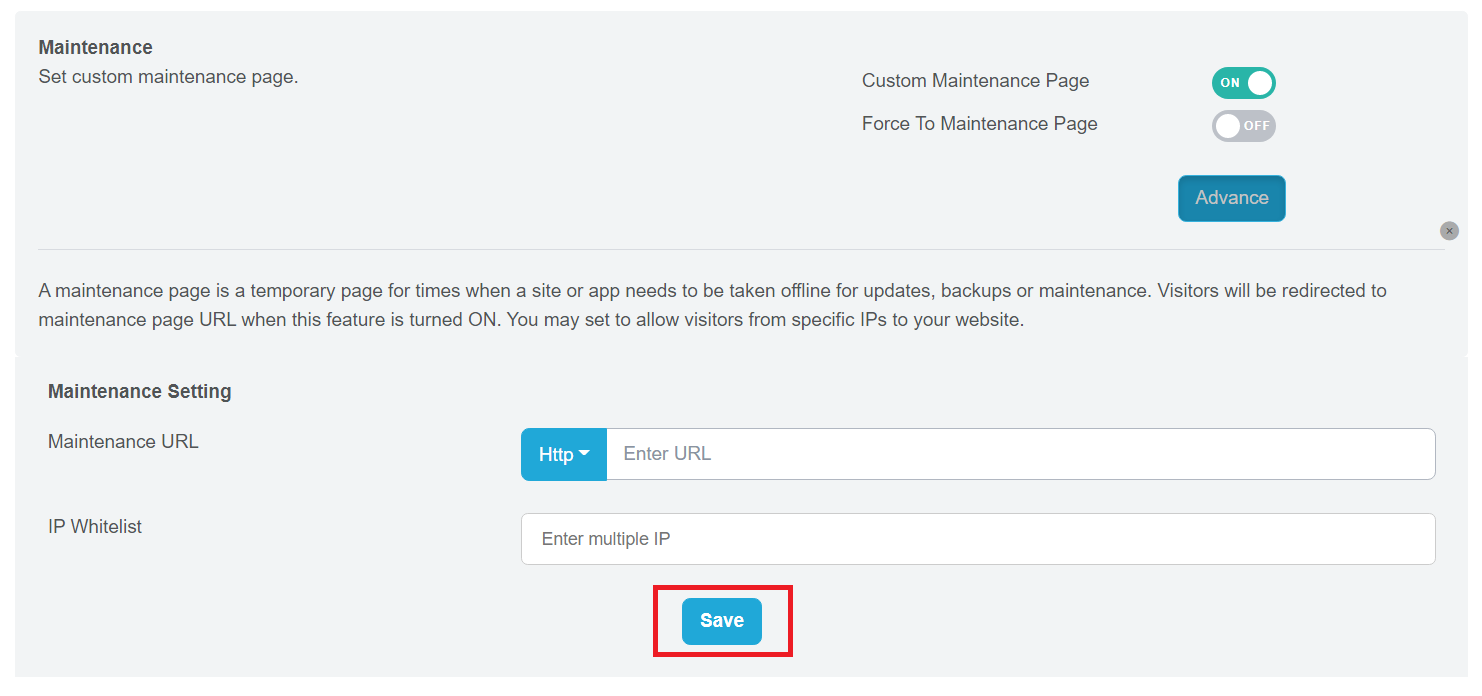 Maintenance
Set custom maintenance page.
Custom Maintenance Page
ON
Force To Maintenance Page
OFF
Advance
A maintenance page is a temporary page for times when a site or app needs to be taken offline for updates, backups or maintenance. Visitors will be redirected to
maintenance page URL when this feature is turned ON. You may set to allow visitors from specific IPs to your website.
Maintenance Setting
Maintenance URL
Http
Enter URL
IP Whitelist
Enter multiple IP
Save